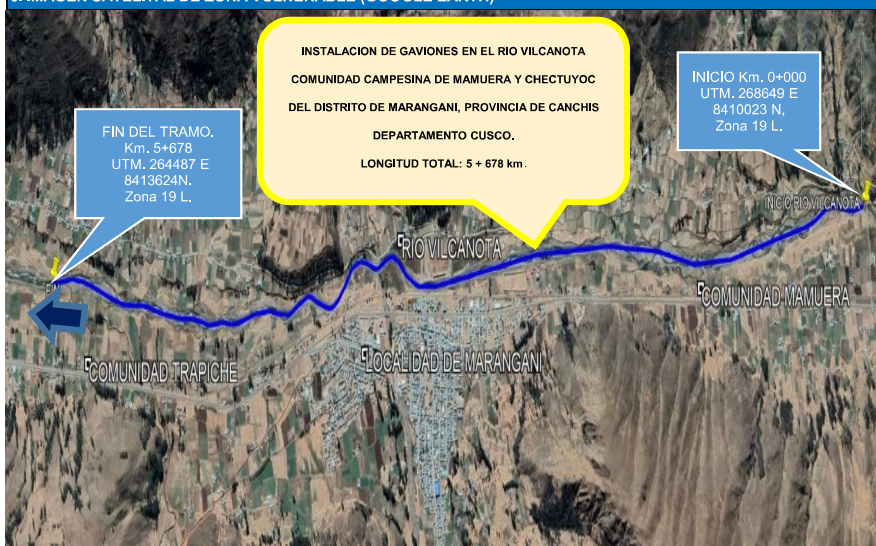 INSTALACION DE GAVIONES EN EL RIO VILCANOTA
COMUNIDAD CAMPESINA DE MAMUERA Y CHECTUYOC
DEL DISTRITO DE MARANGANI, PROVINCIA DE CANCHIS
DEPARTAMENTO CUSCO.
LONGITUD TOTAL: 5 + 678 km.
INICIO Km. 0+000
UTM. 268649 E
8410023 N,
Zona 19 L.
FIN DEL TRAMO.
Km. 5+678
UTM. 264487 E
8413624N.
Zona 19 L.
INICIO RIO VILCANOTA
RIO VILCANOTA
FIN
COMUNIDAD MAMUERA
LOCALIDAD DE MARANGANI
COMUNIDAD TRAPICHE